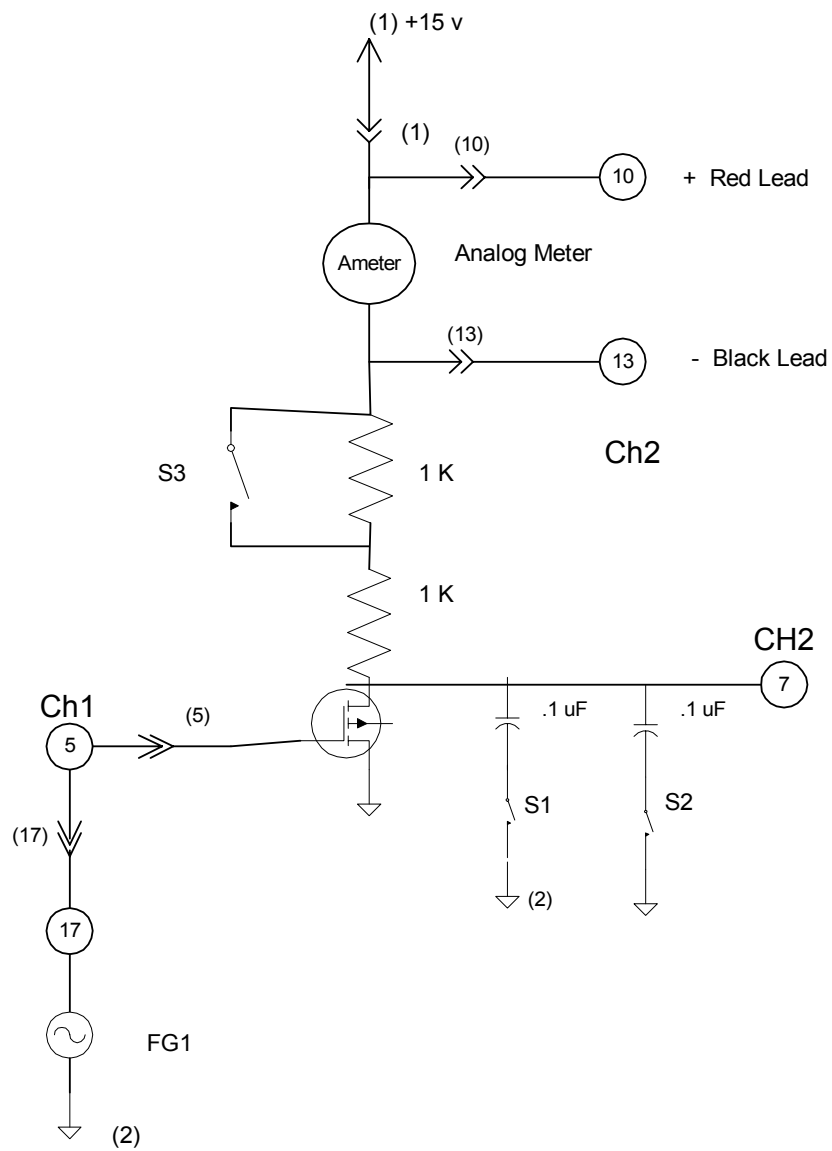 (1) +15 v
(1)
(10)
10
+ Red Lead
Ameter
Analog Meter
(13)
13
- Black Lead
Ch2
S3
1 K
1 K
CH2
7
Ch1
(5)
5
.1 uF
.1 uF
S1
S2
(17)
(2)
17
FG1
(2)